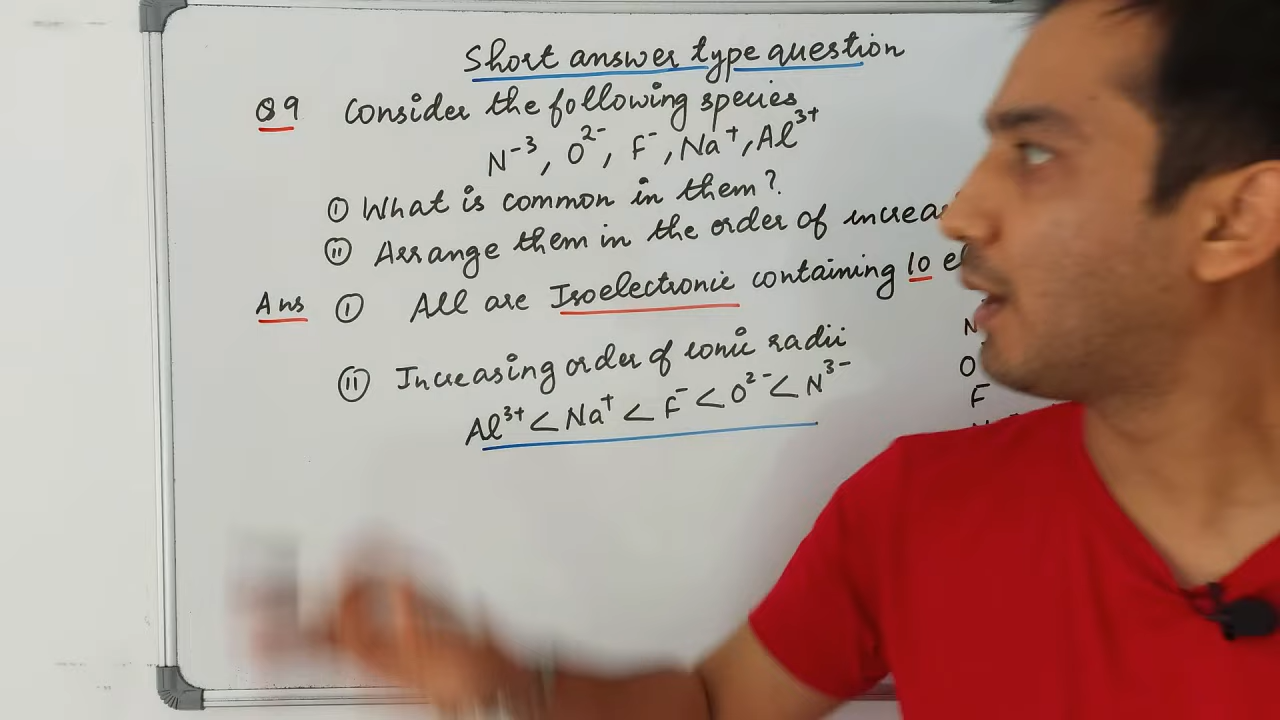 Short answer type question
Q9 Consider the following species
N⁻³, O²⁻, F⁻, Na⁺, Al³⁺
(i) What is common in them?
(ii) Arrange them in the order of increa
Ans (i) All are Isoelectronic containing 10 el
(ii) Increasing order of ionic radii
Al³⁺ < Na⁺ < F⁻ < O²⁻ < N³⁻
N
O
F